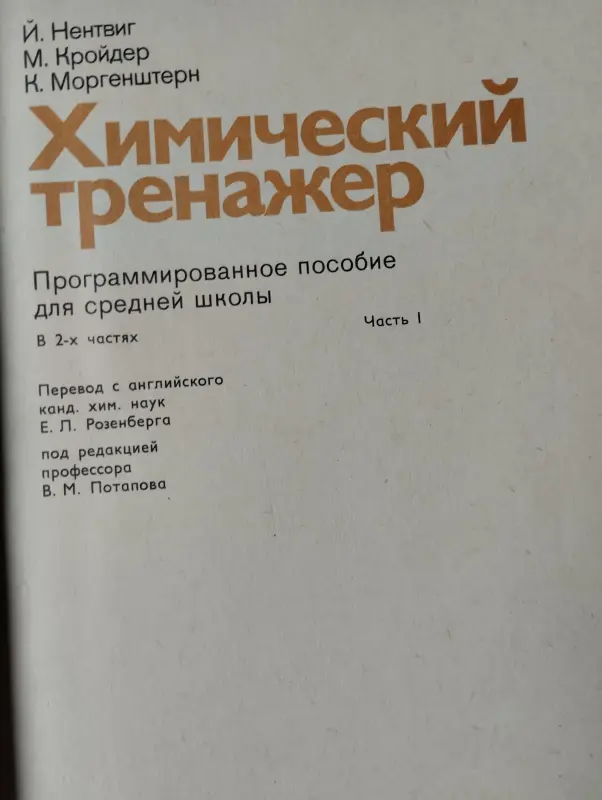 Й. Нентвиг
М. Кройдер
К. Моргенштерн
Химический
тренажер
Программированное пособие
для средней школы
В 2-х частях
Часть I
Перевод с английского
канд. хим. наук
Е. Л. Розенберга
под редакцией
профессора
В. М. Потапова